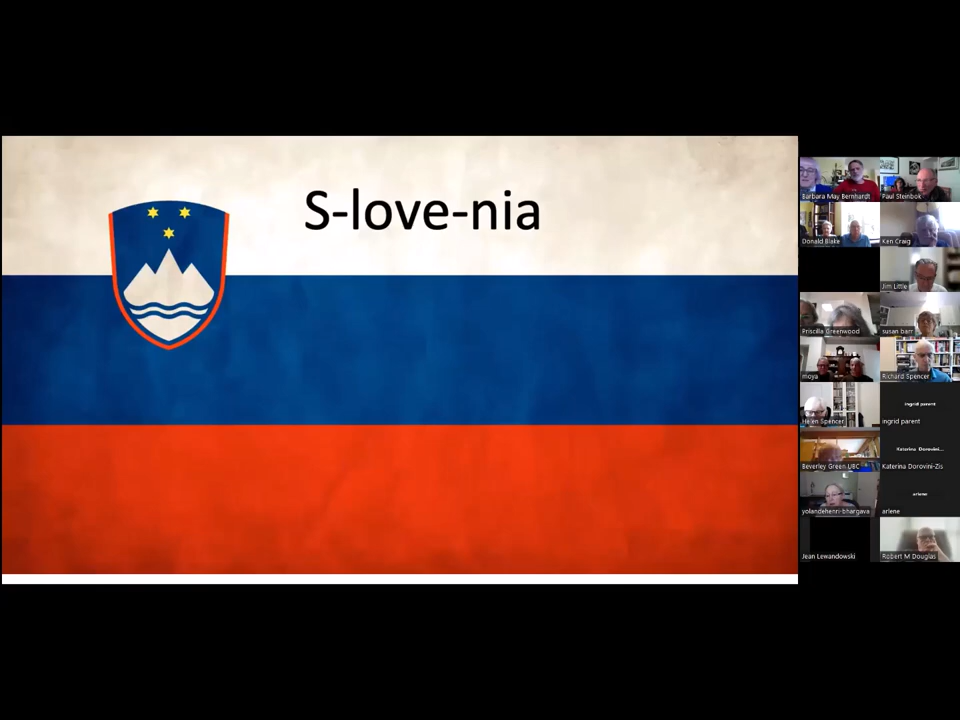 S-love-nia
Barbara May Bernhardt
Paul Steinbok
Donald Blake
Ken Craig
Jim Little
Priscilla Greenwood
susan barr
moya
Richard Spencer
Helen Spencer
ingrid parent
ingrid parent
Beverley Green UBC
Katerina Dorovini-...
Katerina Dorovini-Zis
yolandehenri-bhargava
arlene
arlene
Jean Lewandowski
Robert M Douglas